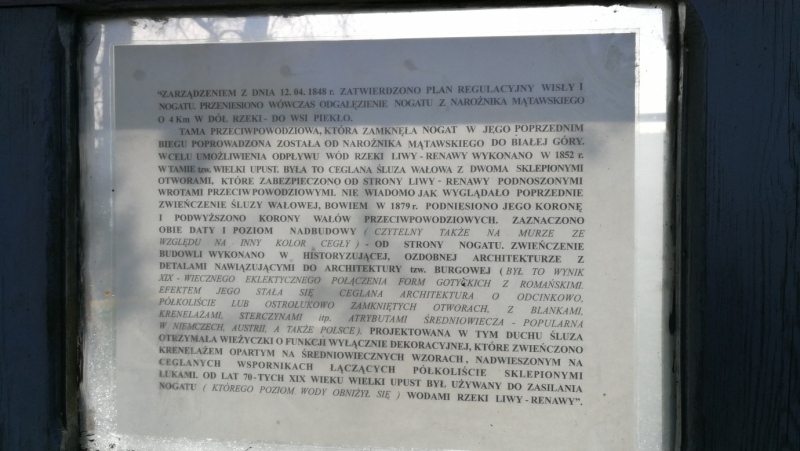 "ZARZĄDZENIEM Z DNIA 12. 04. 1848 r. ZATWIERDZONO PLAN REGULACYJNY WISŁY I
NOGATU. PRZENIESIONO WÓWCZAS ODGAŁĘZIENIE NOGATU Z NAROŻNIKA MĄTAWSKIEGO
O 4 Km W DÓŁ RZEKI - DO WSI PIEKŁO.
TAMA PRZECIWPOWODZIOWA, KTÓRA ZAMKNĘŁA NOGAT W JEGO POPRZEDNIM
BIEGU POPROWADZONA ZOSTAŁA OD NAROŻNIKA MĄTAWSKIEGO DO BIAŁEJ GÓRY.
W CELU UMOŻLIWIENIA ODPŁYWU WÓD RZEKI LIWY - RENAWY WYKONANO W 1852 r.
W TAMIE tzw. WIELKI UPUST. BYŁA TO CEGLANA ŚLUZA WAŁOWA Z DWOMA SKLEPIONYMI
OTWORAMI, KTÓRE ZABEZPIECZONO OD STRONY LIWY - RENAWY PODNOSZONYMI
WROTAMI PRZECIWPOWODZIOWYMI. NIE WIADOMO JAK WYGLĄDAŁO POPRZEDNIE
ZWIEŃCZENIE ŚLUZY WAŁOWEJ, BOWIEM W 1879 r. PODNIESIONO JEGO KORONĘ
I PODWYŻSZONO KORONY WAŁÓW PRZECIWPOWODZIOWYCH. ZAZNACZONO
OBIE DATY I POZIOM NADBUDOWY ( CZYTELNY TAKŻE NA MURZE ZE
WZGLĘDU NA INNY KOLOR CEGŁY ) - OD STRONY NOGATU. ZWIEŃCZENIE
BUDOWLI WYKONANO W HISTORYZUJĄCEJ, OZDOBNEJ ARCHITEKTURZE Z
DETALAMI NAWIĄZUJĄCYMI DO ARCHITEKTURY tzw. BURGOWEJ ( BYŁ TO WYNIK
XIX - WIECZNEGO EKLEKTYCZNEGO POŁĄCZENIA FORM GOTYCKICH Z ROMAŃSKIMI.
EFEKTEM JEGO STAŁA SIĘ CEGLANA ARCHITEKTURA O ODCINKOWO,
PÓŁKOLIŚCIE LUB OSTROŁUKOWO ZAMKNIĘTYCH OTWORACH, Z BLANKAMI,
KRENELAŻAMI, STERCZYNAMI itp. ATRYBUTAMI ŚREDNIOWIECZA - POPULARNA
W NIEMCZECH, AUSTRII, A TAKŻE POLSCE). PROJEKTOWANA W TYM DUCHU ŚLUZA
OTRZYMAŁA WIEŻYCZKI O FUNKCJI WYŁĄCZNIE DEKORACYJNEJ, KTÓRE ZWIEŃCZONO
KRENELAŻEM OPARTYM NA ŚREDNIOWIECZNYCH WZORACH, NADWIESZONYM NA
CEGLANYCH WSPORNIKACH ŁĄCZĄCYCH PÓŁKOLIŚCIE SKLEPIONYMI
ŁUKAMI. OD LAT 70-TYCH XIX WIEKU WIELKI UPUST BYŁ UŻYWANY DO ZASILANIA
NOGATU ( KTÓREGO POZIOM WODY OBNIŻYŁ SIĘ ) WODAMI RZEKI LIWY - RENAWY".